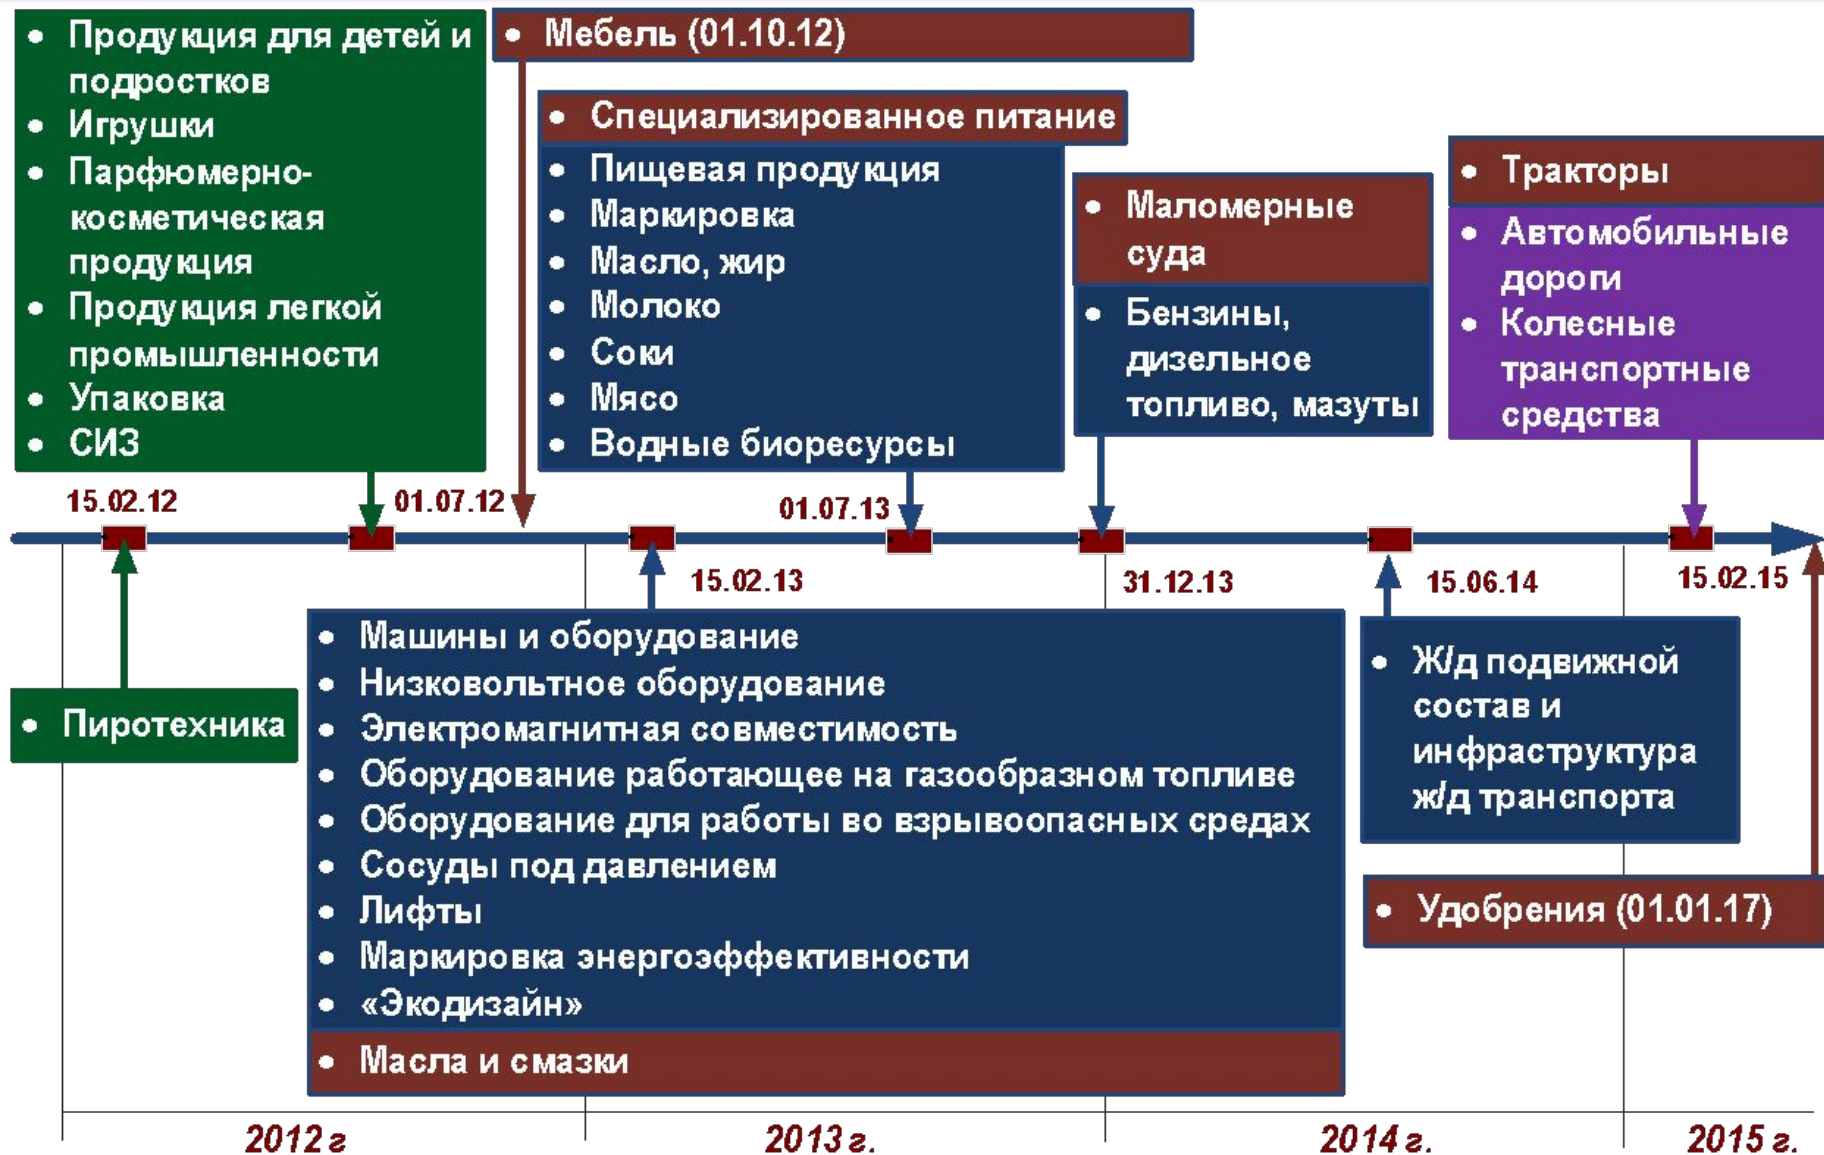 • Продукция для детей и
подростков
• Игрушки
• Парфюмерно-
косметическая
продукция
• Продукция легкой
промышленности
• Упаковка
• СИЗ
• Мебель (01.10.12)
• Специализированное питание
• Пищевая продукция
• Маркировка
• Масло, жир
• Молоко
• Соки
• Мясо
• Водные биоресурсы
• Маломерные
суда
• Бензины,
дизельное
топливо, мазуты
• Тракторы
• Автомобильные
дороги
• Колесные
транспортные
средства
15.02.12
01.07.12
01.07.13
15.02.13
31.12.13
15.06.14
15.02.15
• Пиротехника
• Машины и оборудование
• Низковольтное оборудование
• Электромагнитная совместимость
• Оборудование работающее на газообразном топливе
• Оборудование для работы во взрывоопасных средах
• Сосуды под давлением
• Лифты
• Маркировка энергоэффективности
• «Экодизайн»
• Масла и смазки
• Ж/д подвижной
состав и
инфраструктура
ж/д транспорта
• Удобрения (01.01.17)
2012 г
2013 г.
2014 г.
2015 г.